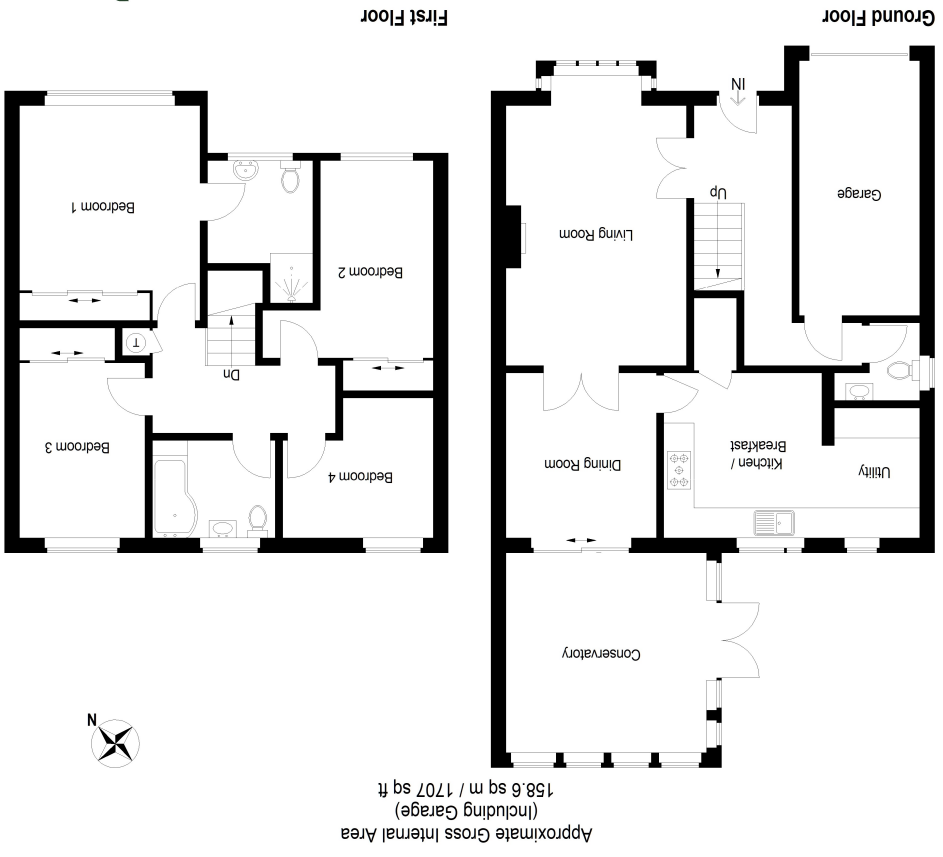 Approximate Gross Internal Area
(Including Garage)
158.6 sq m / 1707 sq ft
N
Conservatory
Utility
Kitchen /
Breakfast
Dining Room
Living Room
Up
Garage
IN
Ground Floor
Bedroom 4
Bedroom 3
Dn
T
Bedroom 2
Bedroom 1
First Floor